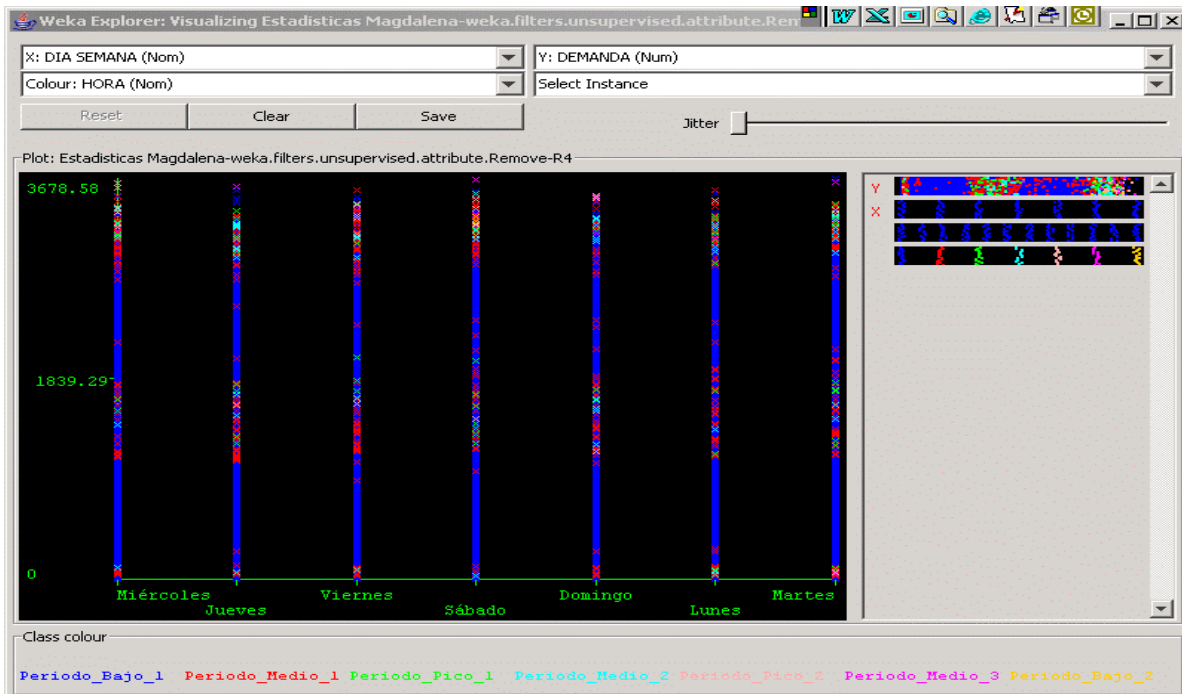 Weka Explorer: Visualizing Estadisticas Magdalena-weka.filters.unsupervised.attribute.Rem
X: DIA SEMANA (Nom)
Y: DEMANDA (Num)
Colour: HORA (Nom)
Select Instance
Reset
Clear
Save
Jitter
Plot: Estadisticas Magdalena-weka.filters.unsupervised.attribute.Remove-R4
3678.58
1839.29
0
Miércoles
Jueves
Viernes
Sábado
Domingo
Lunes
Martes
Y
X
Class colour
Periodo_Bajo_1 Periodo_Medio_1 Periodo_Pico_1 Periodo_Medio_2 Periodo_Pico_2 Periodo_Medio_3 Periodo_Bajo_2